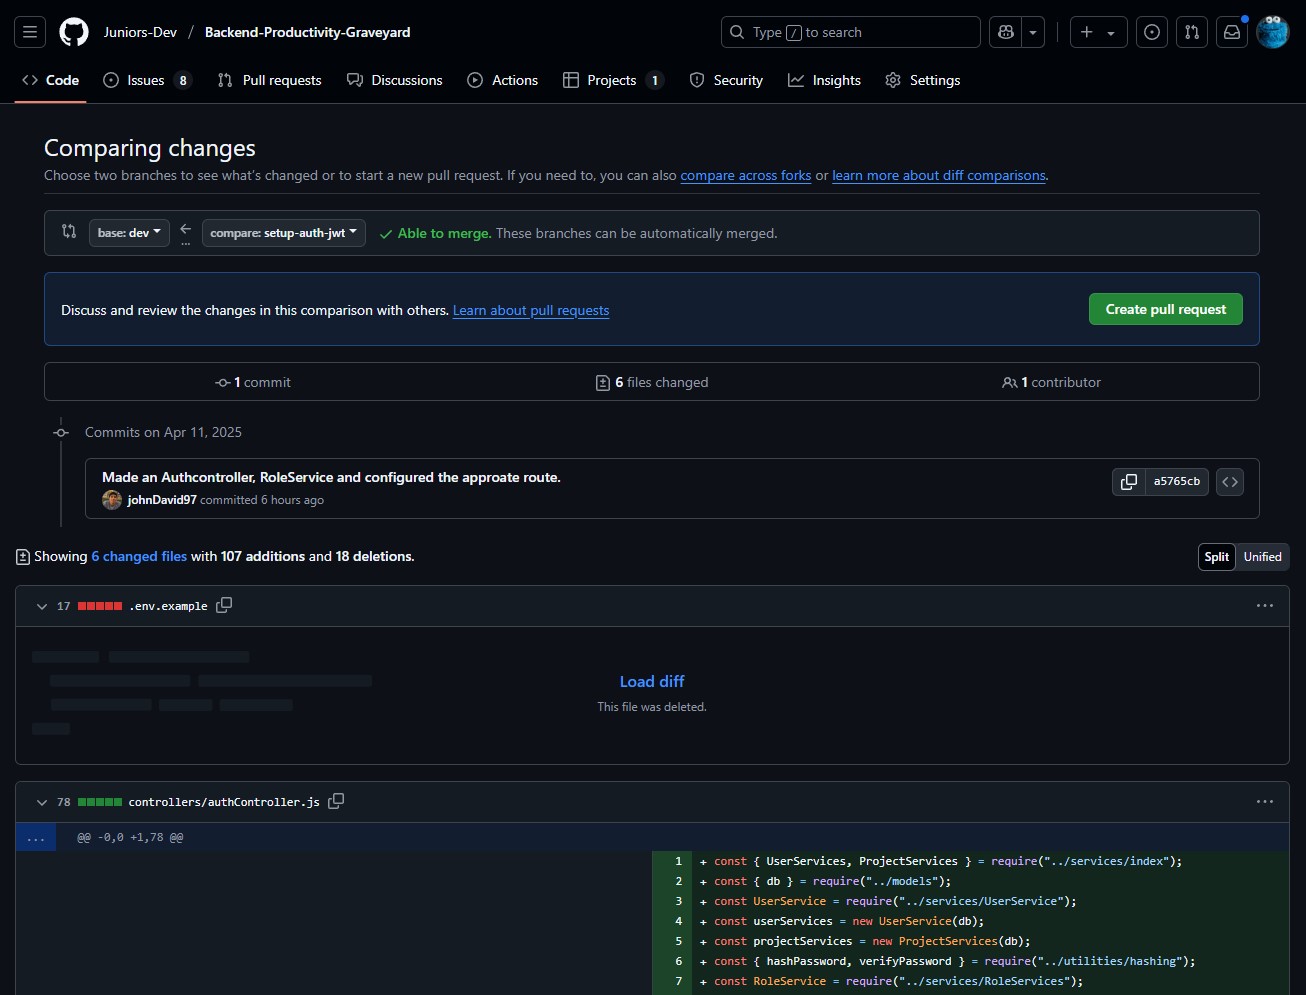 Juniors-Dev / Backend-Productivity-Graveyard
Type / to search
Code
Issues 8
Pull requests
Discussions
Actions
Projects 1
Security
Insights
Settings
Comparing changes
Choose two branches to see what's changed or to start a new pull request. If you need to, you can also compare across forks or learn more about diff comparisons.
base: dev
...
compare: setup-auth-jwt
Able to merge. These branches can be automatically merged.
Discuss and review the changes in this comparison with others. Learn about pull requests
Create pull request
1 commit
6 files changed
1 contributor
Commits on Apr 11, 2025
Made an Authcontroller, RoleService and configured the approate route.
a5765cb
johnDavid97 committed 6 hours ago
Showing 6 changed files with 107 additions and 18 deletions.
Split Unified
17 .env.example
Load diff
This file was deleted.
78 controllers/authController.js
... @@ -0,0 +1,78 @@
1 + const { UserServices, ProjectServices } = require("../services/index");
2 + const { db } = require("../models");
3 + const UserService = require("../services/UserService");
4 + const userServices = new UserService(db);
5 + const projectServices = new ProjectServices(db);
6 + const { hashPassword, verifyPassword } = require("../utilities/hashing");
7 + const RoleService = require("../services/RoleServices");